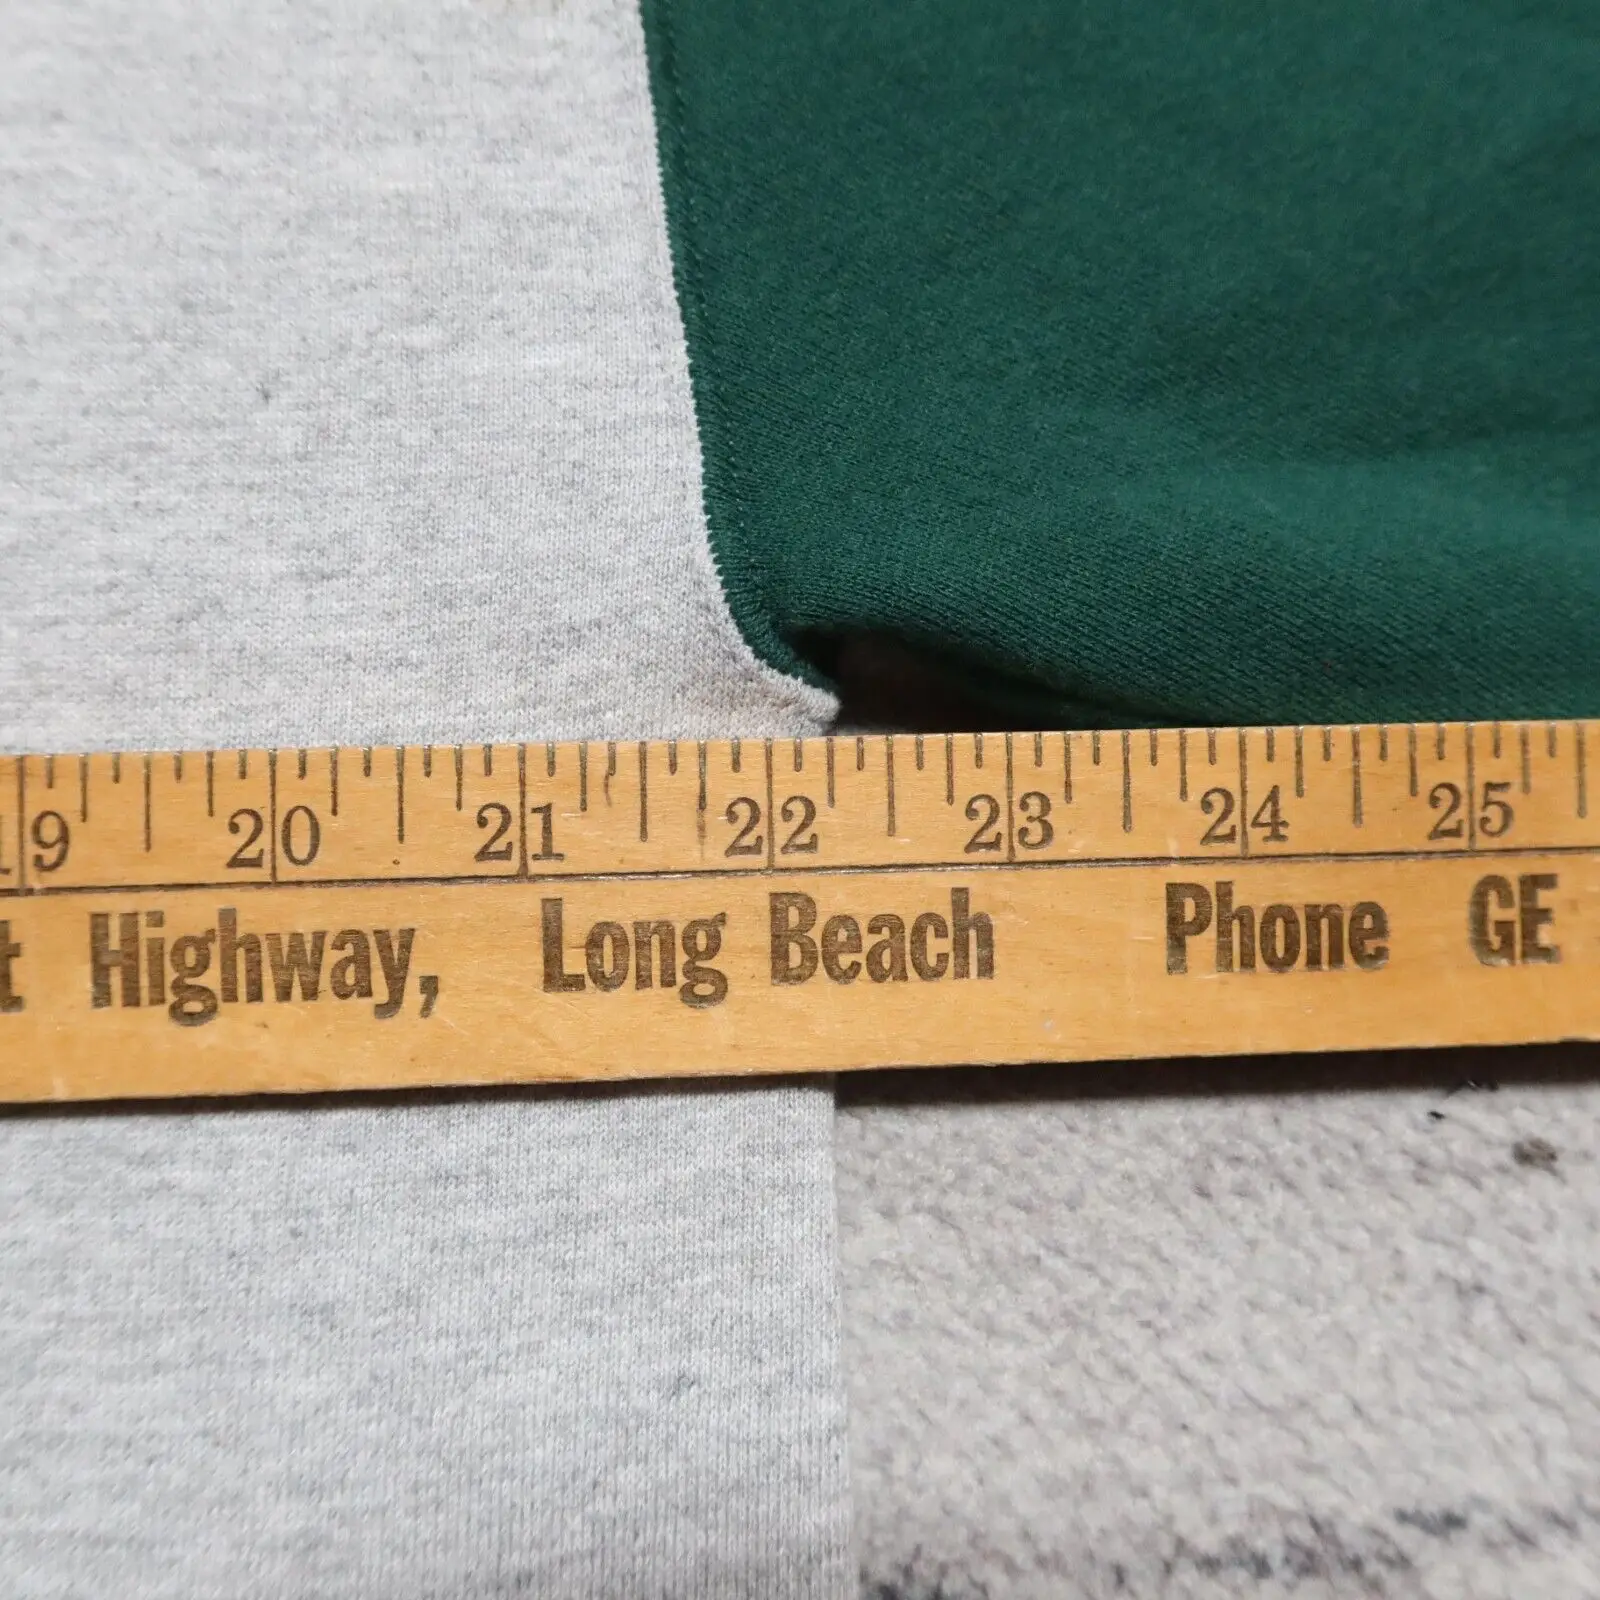 19 20 21 22 23 24 25
t Highway, Long Beach Phone GE